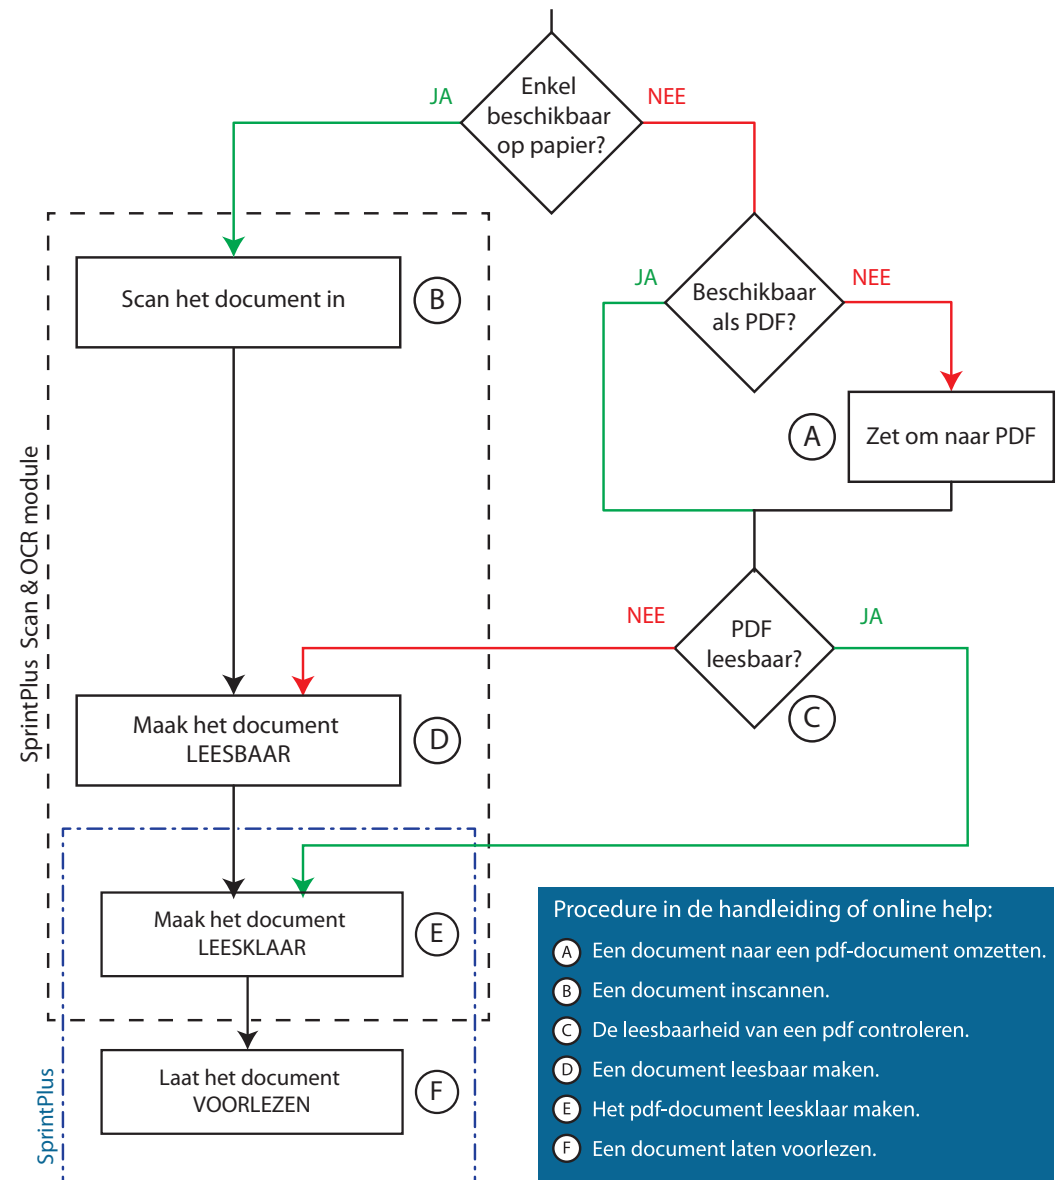 Enkel
beschikbaar
op papier?
JA
NEE
Scan het document in
B
Beschikbaar
als PDF?
JA
NEE
A
Zet om naar PDF
SprintPlus Scan & OCR module
PDF
leesbaar?
NEE
JA
C
Maak het document
LEESBAAR
D
Maak het document
LEESKLAAR
E
Laat het document
VOORLEZEN
F
SprintPlus
Procedure in de handleiding of online help:
A Een document naar een pdf-document omzetten.
B Een document inscannen.
C De leesbaarheid van een pdf controleren.
D Een document leesbaar maken.
E Het pdf-document leesklaar maken.
F Een document laten voorlezen.